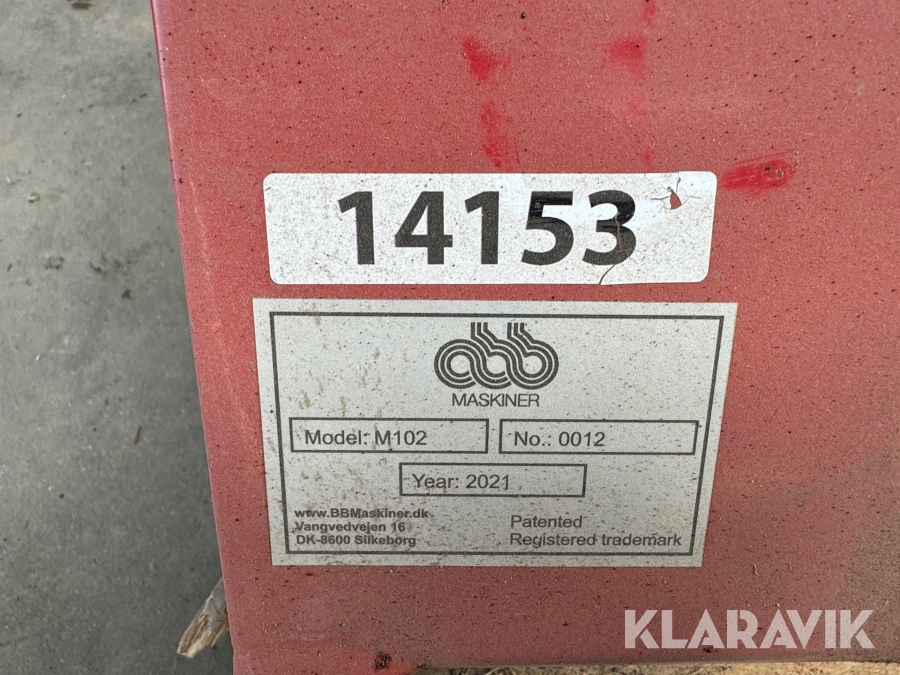 14153
abb
MASKINER
Model: M102
No.: 0012
Year: 2021
www.BBMaskiner.dk
Vangvedvejen 16
DK-8600 Silkeborg
Patented
Registered trademark
KLARAVIK